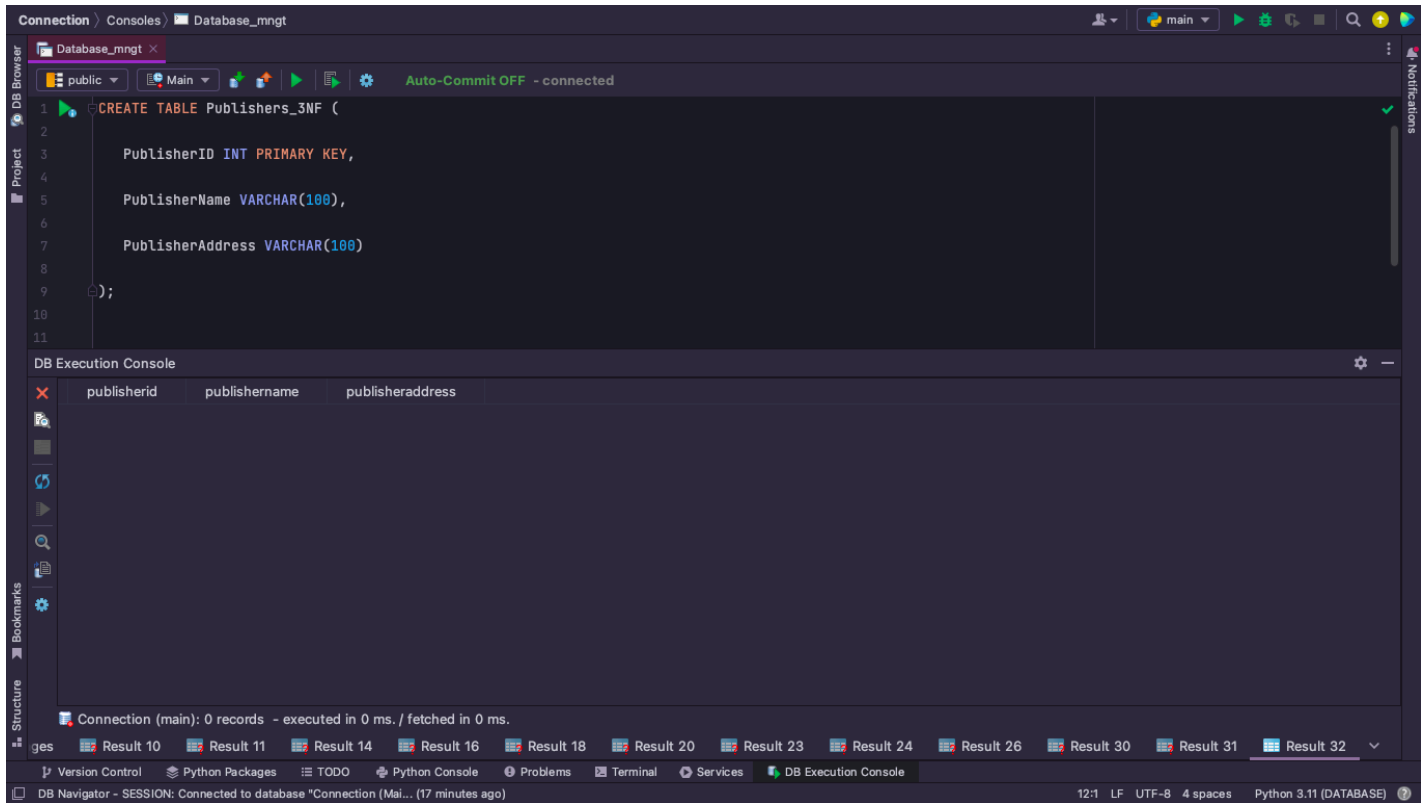 Connection 〉 Consoles 〉 Database_mngt
main
Database_mngt
public Main Auto-Commit OFF - connected
DB Browser
Project
Bookmarks
Structure
Notifications
1 CREATE TABLE Publishers_3NF (
2
3 PublisherID INT PRIMARY KEY,
4
5 PublisherName VARCHAR(100),
6
7 PublisherAddress VARCHAR(100)
8
9 );
10
11
DB Execution Console
publisherid publishername publisheraddress
Connection (main): 0 records - executed in 0 ms. / fetched in 0 ms.
ges Result 10 Result 11 Result 14 Result 16 Result 18 Result 20 Result 23 Result 24 Result 26 Result 30 Result 31 Result 32
Version Control Python Packages TODO Python Console Problems Terminal Services DB Execution Console
DB Navigator - SESSION: Connected to database "Connection (Mai... (17 minutes ago) 12:1 LF UTF-8 4 spaces Python 3.11 (DATABASE)